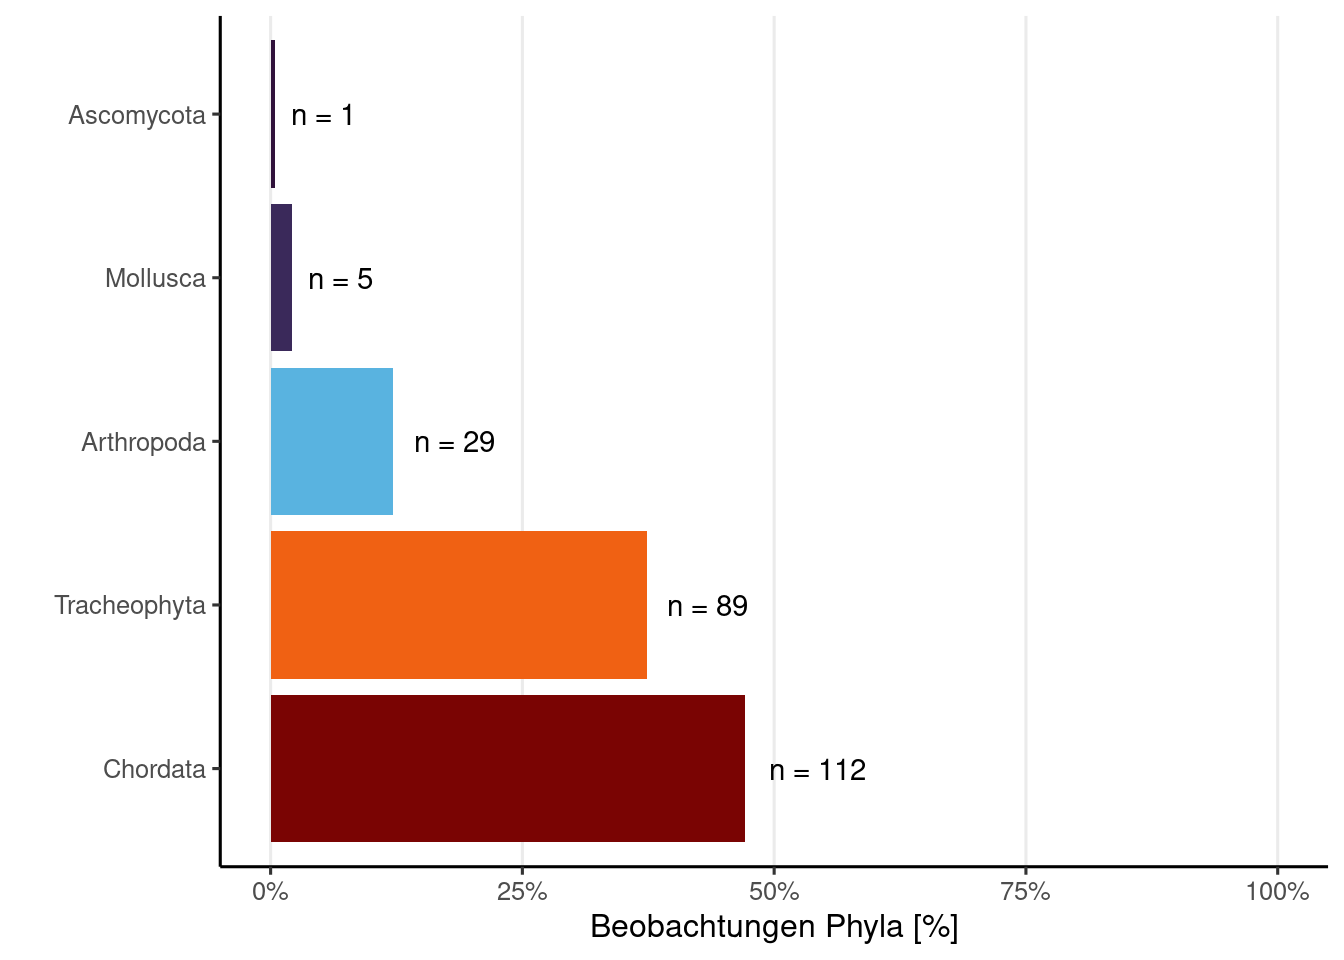 Ascomycota n = 1
Mollusca n = 5
Arthropoda n = 29
Tracheophyta n = 89
Chordata n = 112
0% 25% 50% 75% 100%
Beobachtungen Phyla [%]